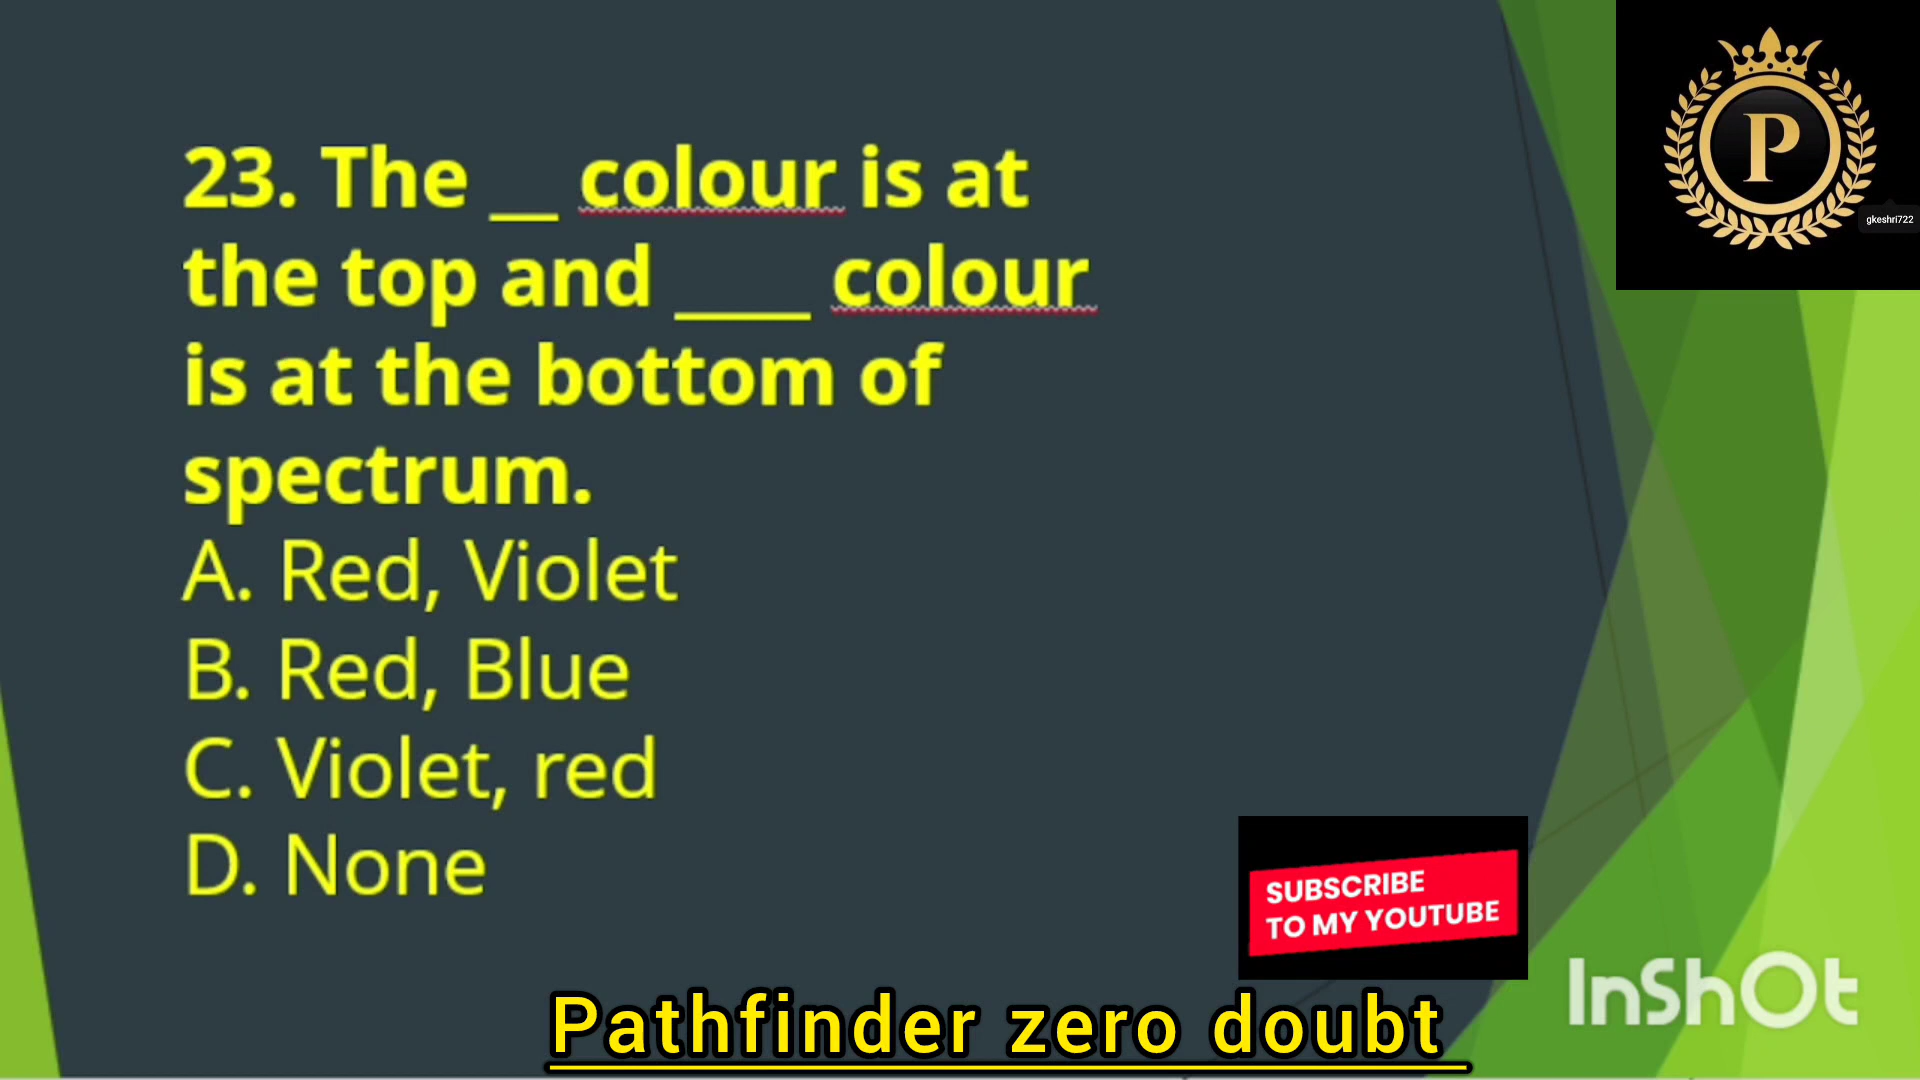 P
gkeshri722
23. The __ colour is at
the top and ____ colour
is at the bottom of
spectrum.
A. Red, Violet
B. Red, Blue
C. Violet, red
D. None
SUBSCRIBE
TO MY YOUTUBE
InShOt
Pathfinder zero doubt